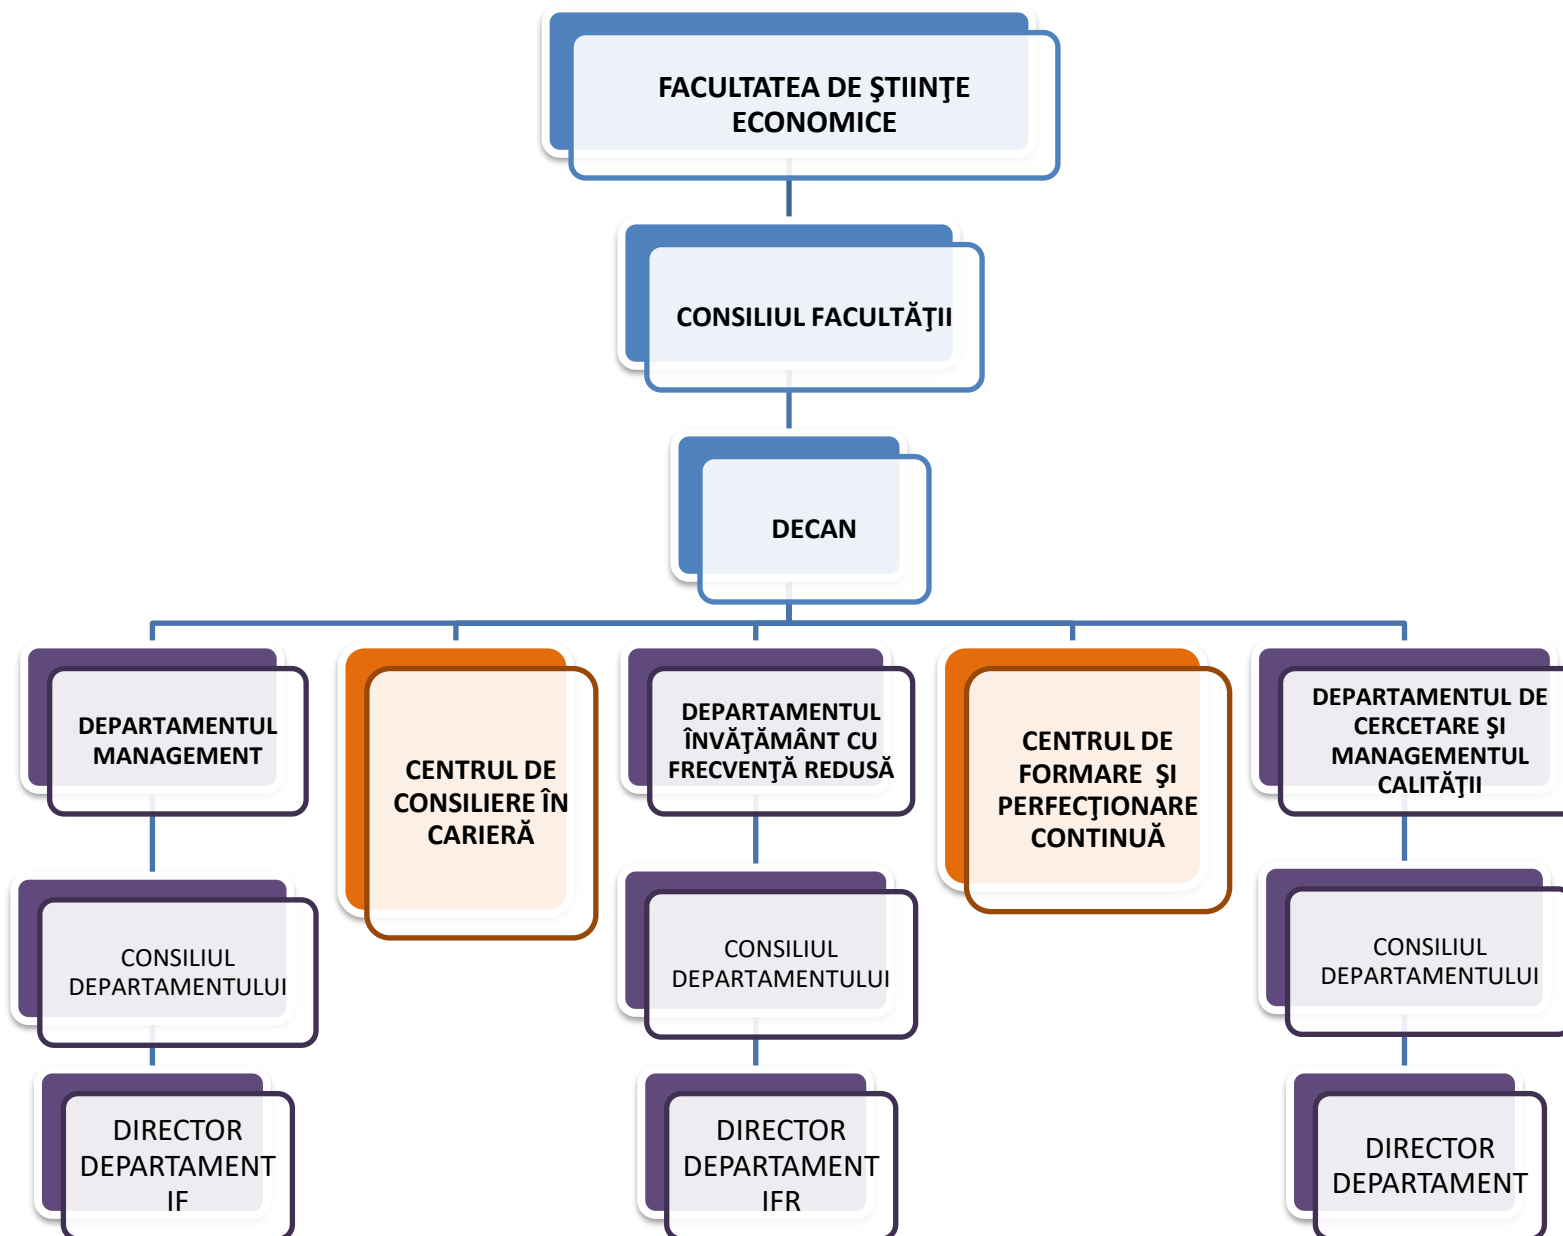 FACULTATEA DE ŞTIINŢE
ECONOMICE
CONSILIUL FACULTĂŢII
DECAN
DEPARTAMENTUL
MANAGEMENT
CENTRUL DE
CONSILIERE ÎN
CARIERĂ
DEPARTAMENTUL
ÎNVĂŢĂMÂNT CU
FRECVENŢĂ REDUSĂ
CENTRUL DE
FORMARE ŞI
PERFECŢIONARE
CONTINUĂ
DEPARTAMENTUL DE
CERCETARE ŞI
MANAGEMENTUL
CALITĂŢII
CONSILIUL
DEPARTAMENTULUI
CONSILIUL
DEPARTAMENTULUI
CONSILIUL
DEPARTAMENTULUI
DIRECTOR
DEPARTAMENT
IF
DIRECTOR
DEPARTAMENT
IFR
DIRECTOR
DEPARTAMENT